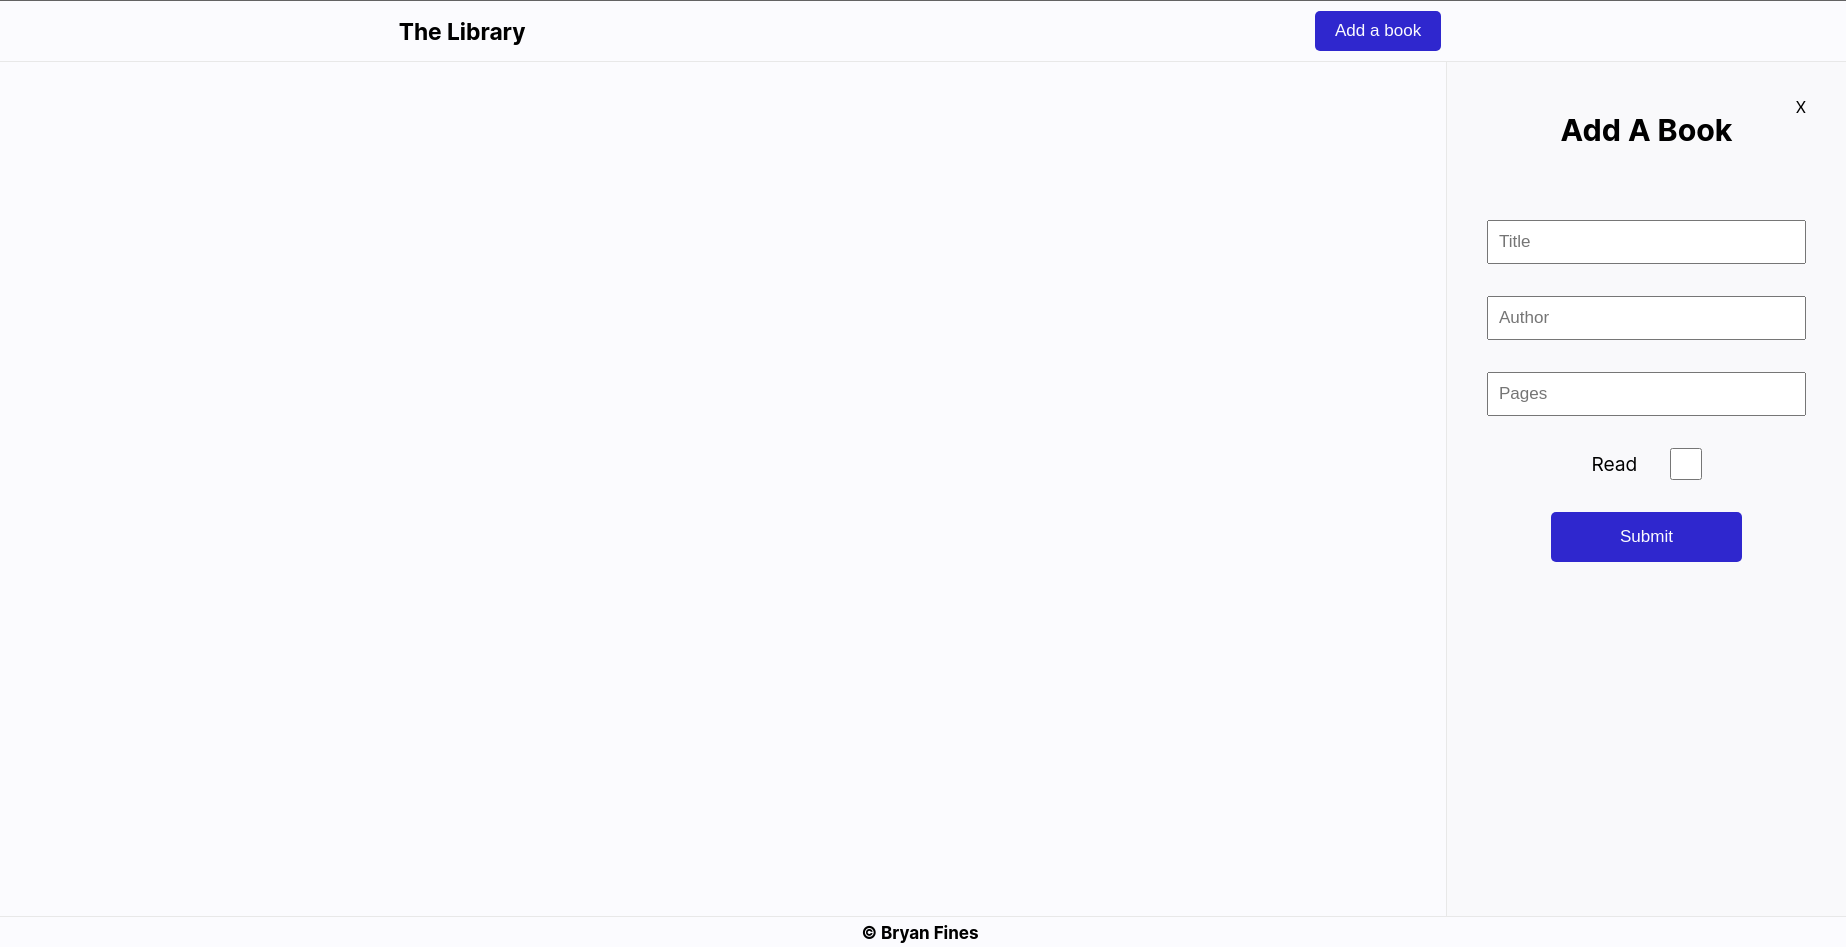 The Library
Add a book
X
Add A Book
Title
Author
Pages
Read
Submit
© Bryan Fines